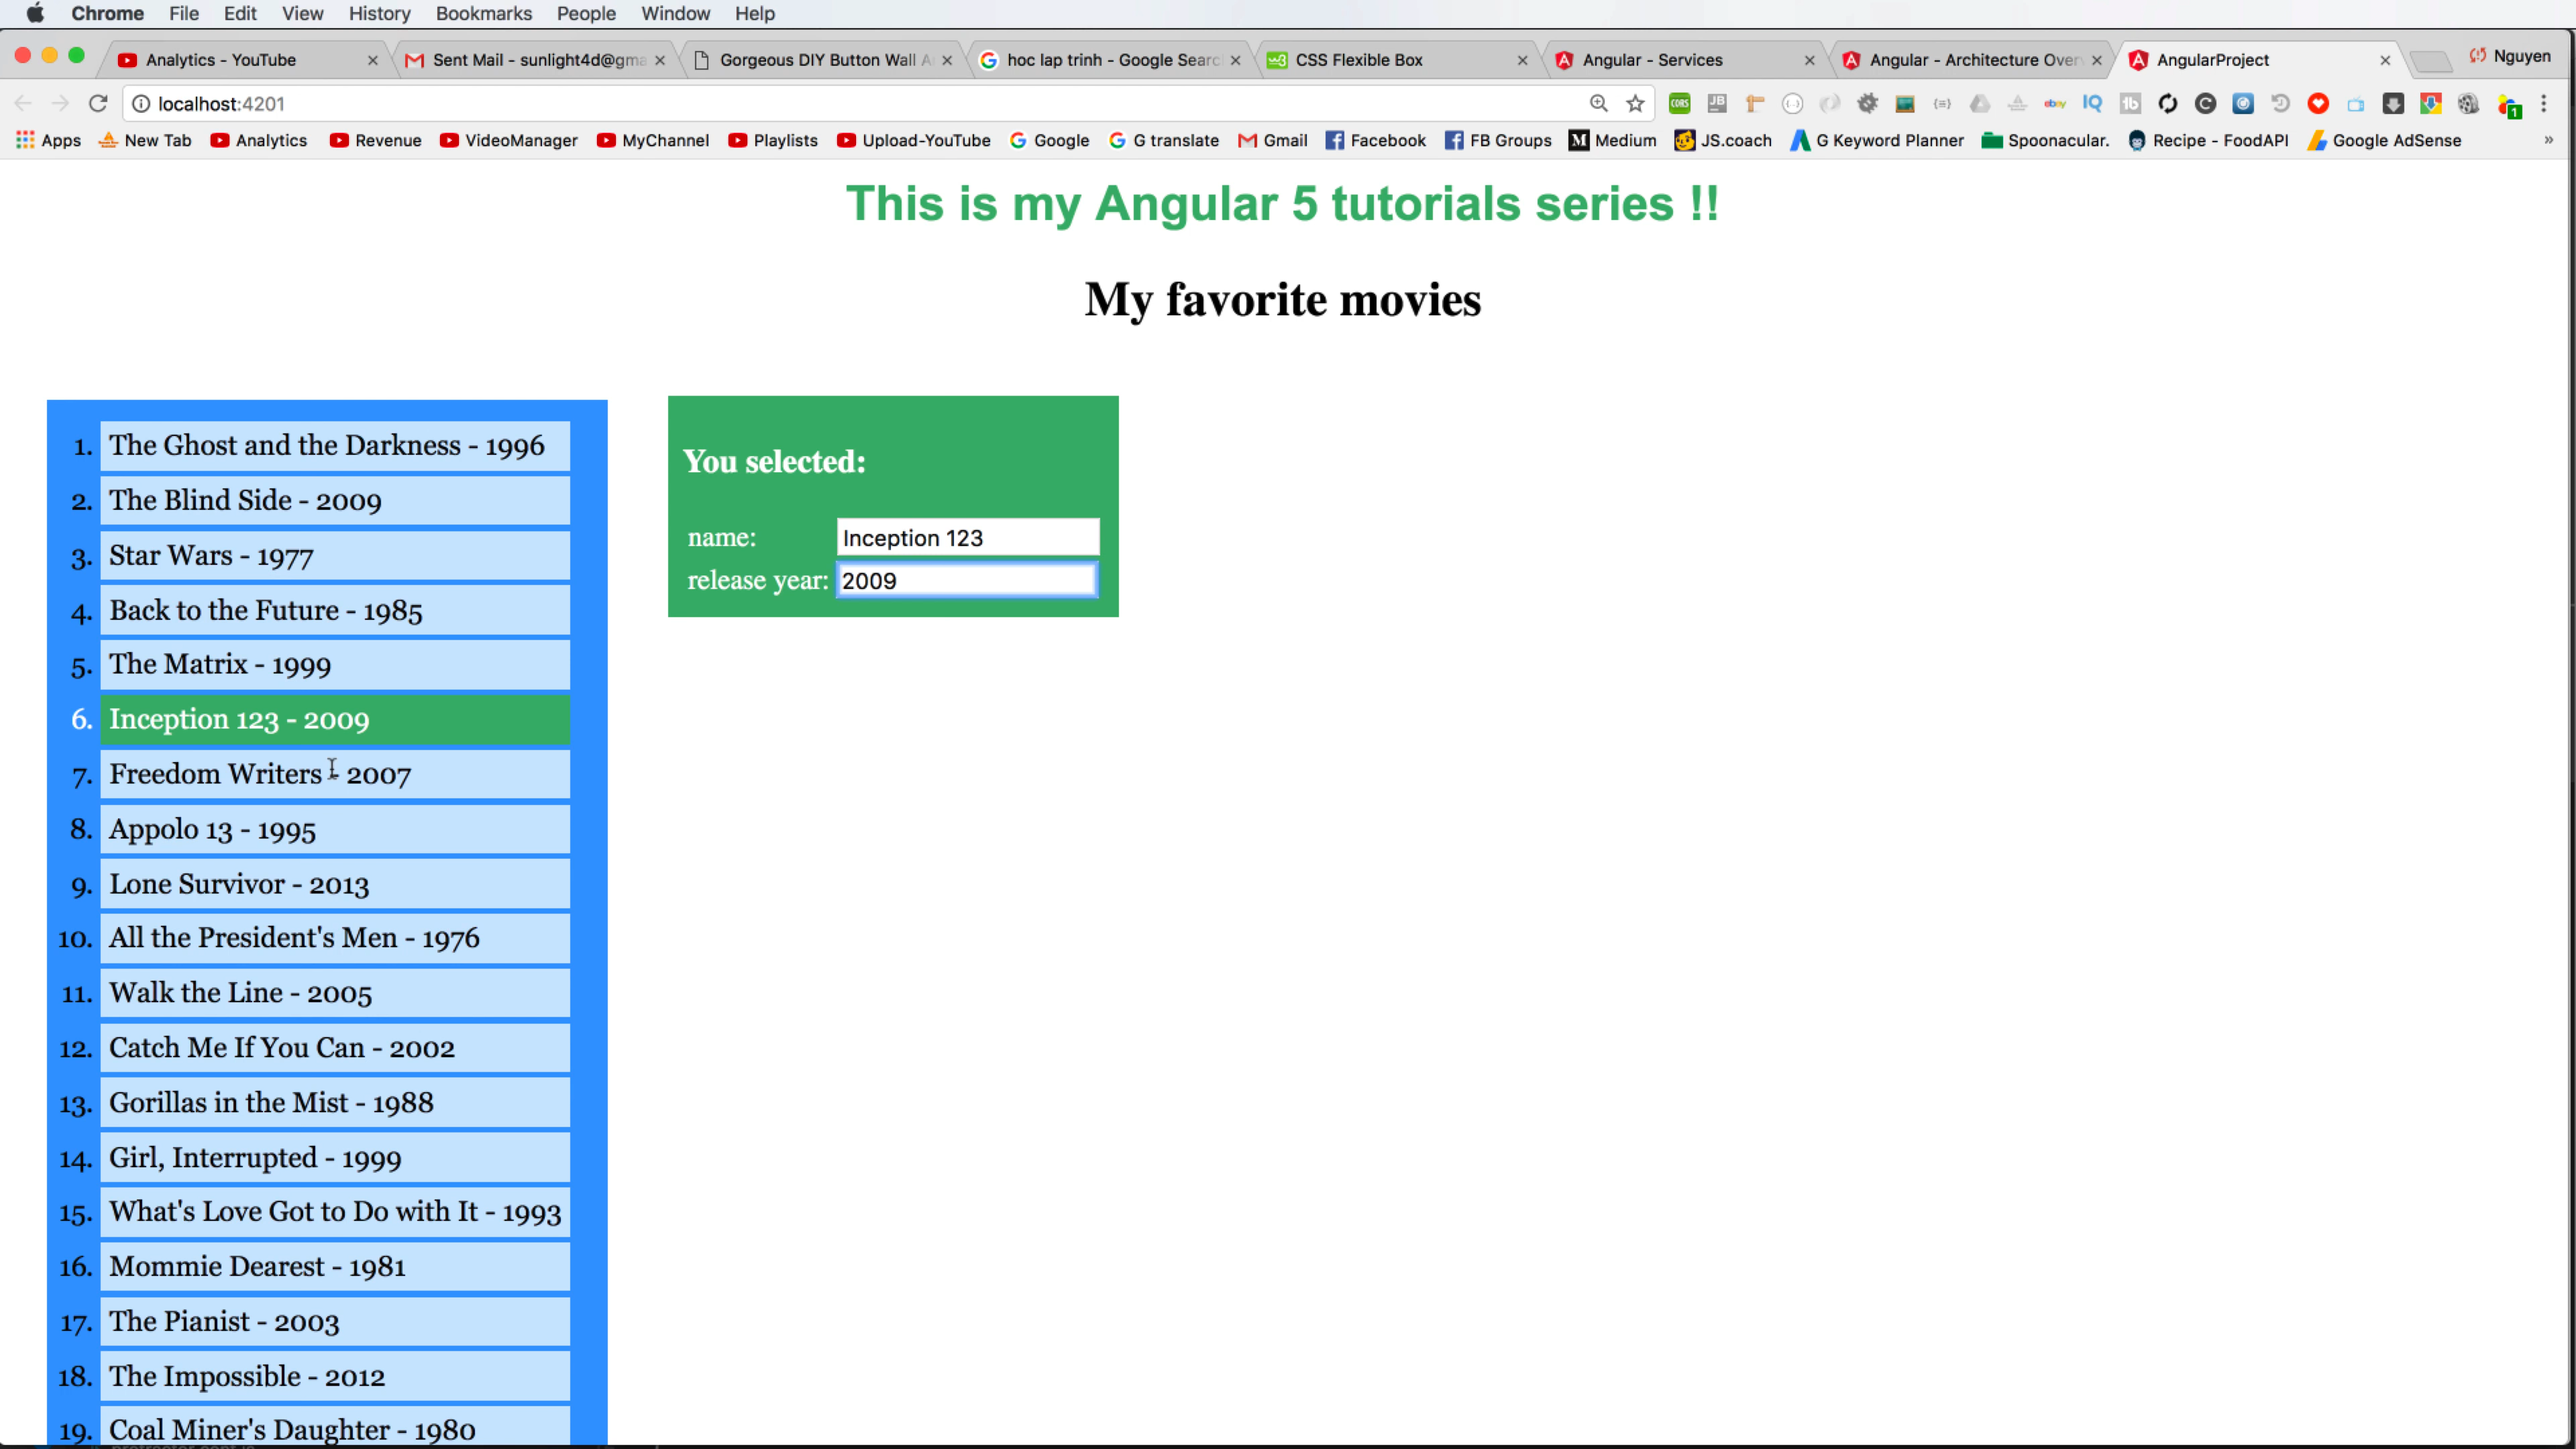 Chrome File Edit View History Bookmarks People Window Help
Analytics - YouTube Sent Mail - sunlight4d@gma Gorgeous DIY Button Wall hoc lap trinh - Google Searc CSS Flexible Box Angular - Services Angular - Architecture Over AngularProject Nguyen
localhost:4201
Apps New Tab Analytics Revenue VideoManager MyChannel Playlists Upload-YouTube Google G translate Gmail Facebook FB Groups Medium JS.coach G Keyword Planner Spoonacular. Recipe - FoodAPI Google AdSense »
This is my Angular 5 tutorials series !!
My favorite movies
1. The Ghost and the Darkness - 1996
2. The Blind Side - 2009
3. Star Wars - 1977
4. Back to the Future - 1985
5. The Matrix - 1999
6. Inception 123 - 2009
7. Freedom Writers - 2007
8. Appolo 13 - 1995
9. Lone Survivor - 2013
10. All the President's Men - 1976
11. Walk the Line - 2005
12. Catch Me If You Can - 2002
13. Gorillas in the Mist - 1988
14. Girl, Interrupted - 1999
15. What's Love Got to Do with It - 1993
16. Mommie Dearest - 1981
17. The Pianist - 2003
18. The Impossible - 2012
19. Coal Miner's Daughter - 1980
You selected:
name: Inception 123
release year: 2009